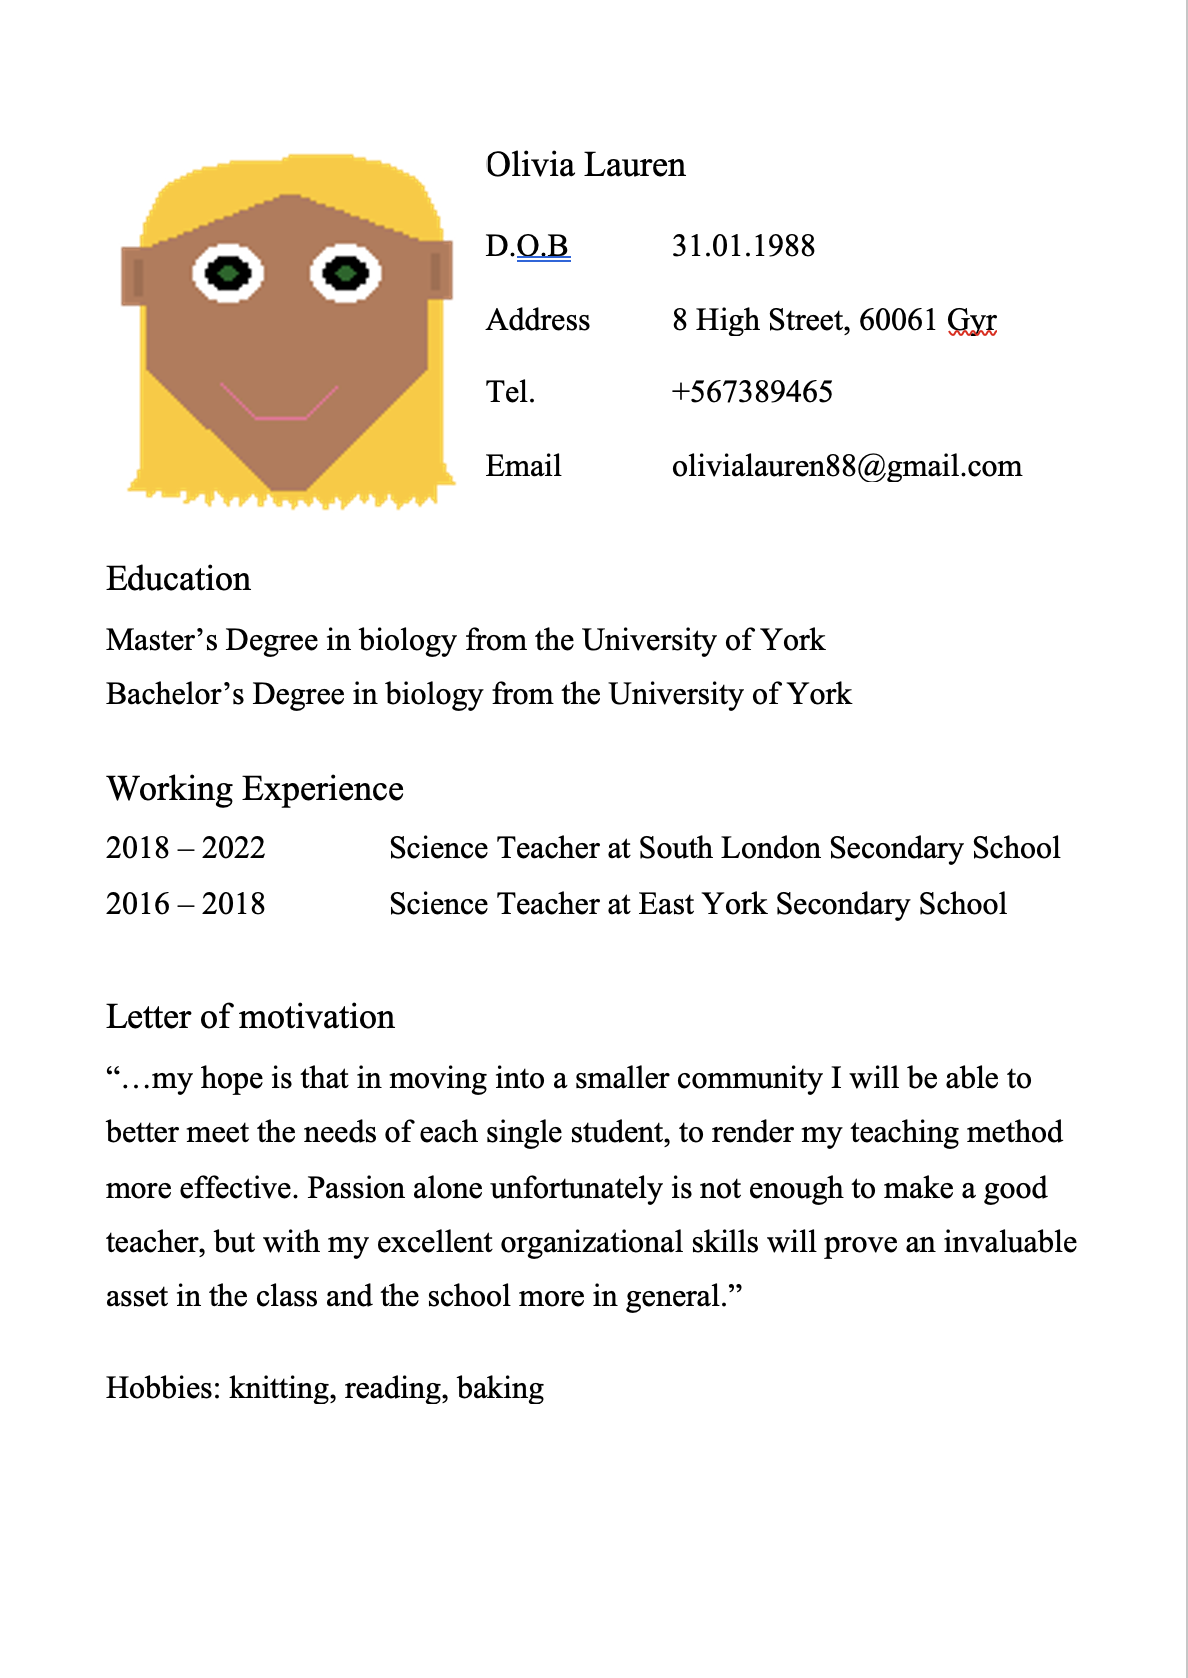 Olivia Lauren
D.O.B 31.01.1988
Address 8 High Street, 60061 Gyr
Tel. +567389465
Email olivialauren88@gmail.com
Education
Master’s Degree in biology from the University of York
Bachelor’s Degree in biology from the University of York
Working Experience
2018 – 2022 Science Teacher at South London Secondary School
2016 – 2018 Science Teacher at East York Secondary School
Letter of motivation
“…my hope is that in moving into a smaller community I will be able to
better meet the needs of each single student, to render my teaching method
more effective. Passion alone unfortunately is not enough to make a good
teacher, but with my excellent organizational skills will prove an invaluable
asset in the class and the school more in general.”
Hobbies: knitting, reading, baking